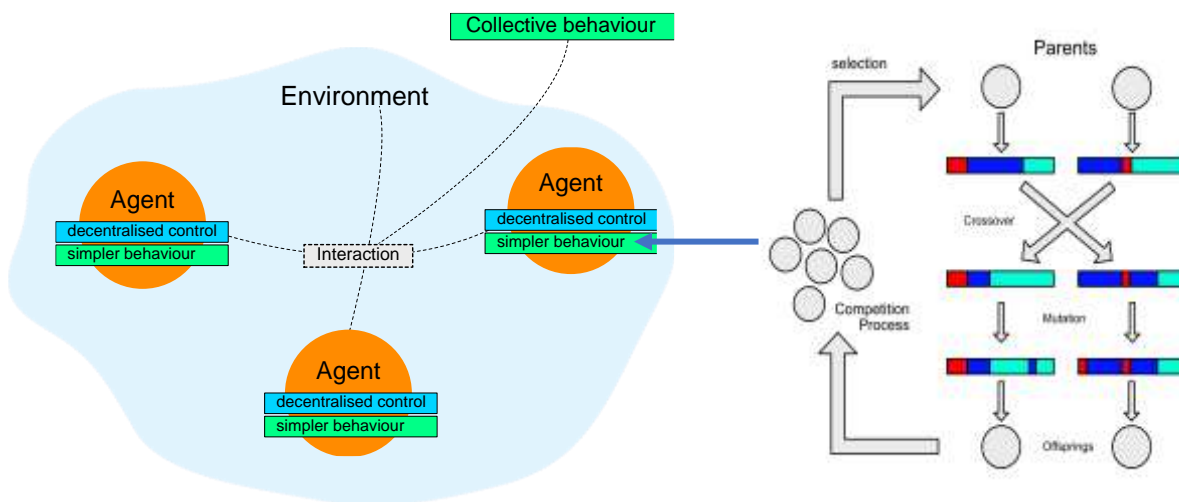 Collective behaviour
Environment
Agent
decentralised control
simpler behaviour
Agent
decentralised control
simpler behaviour
Interaction
Agent
decentralised control
simpler behaviour
selection
Parents
Crossover
Competition
Process
Mutation
Offsprings